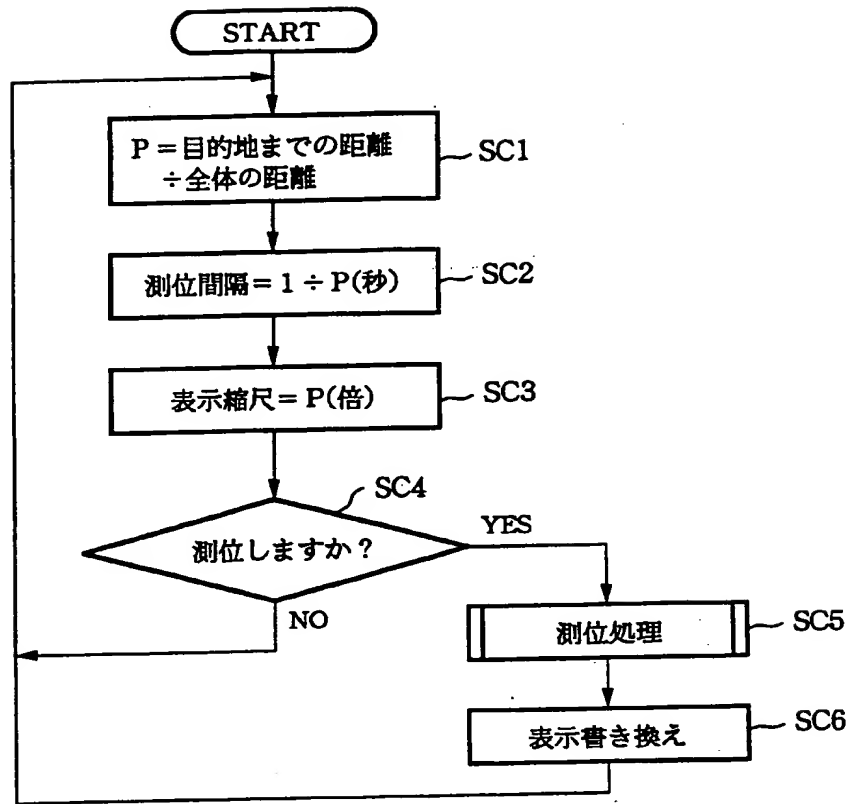 START
P=目的地までの距離
÷全体の距離
SC1
測位間隔=1÷P(秒)
SC2
表示縮尺=P(倍)
SC3
SC4
測位しますか?
YES
NO
測位処理
SC5
表示書き換え
SC6